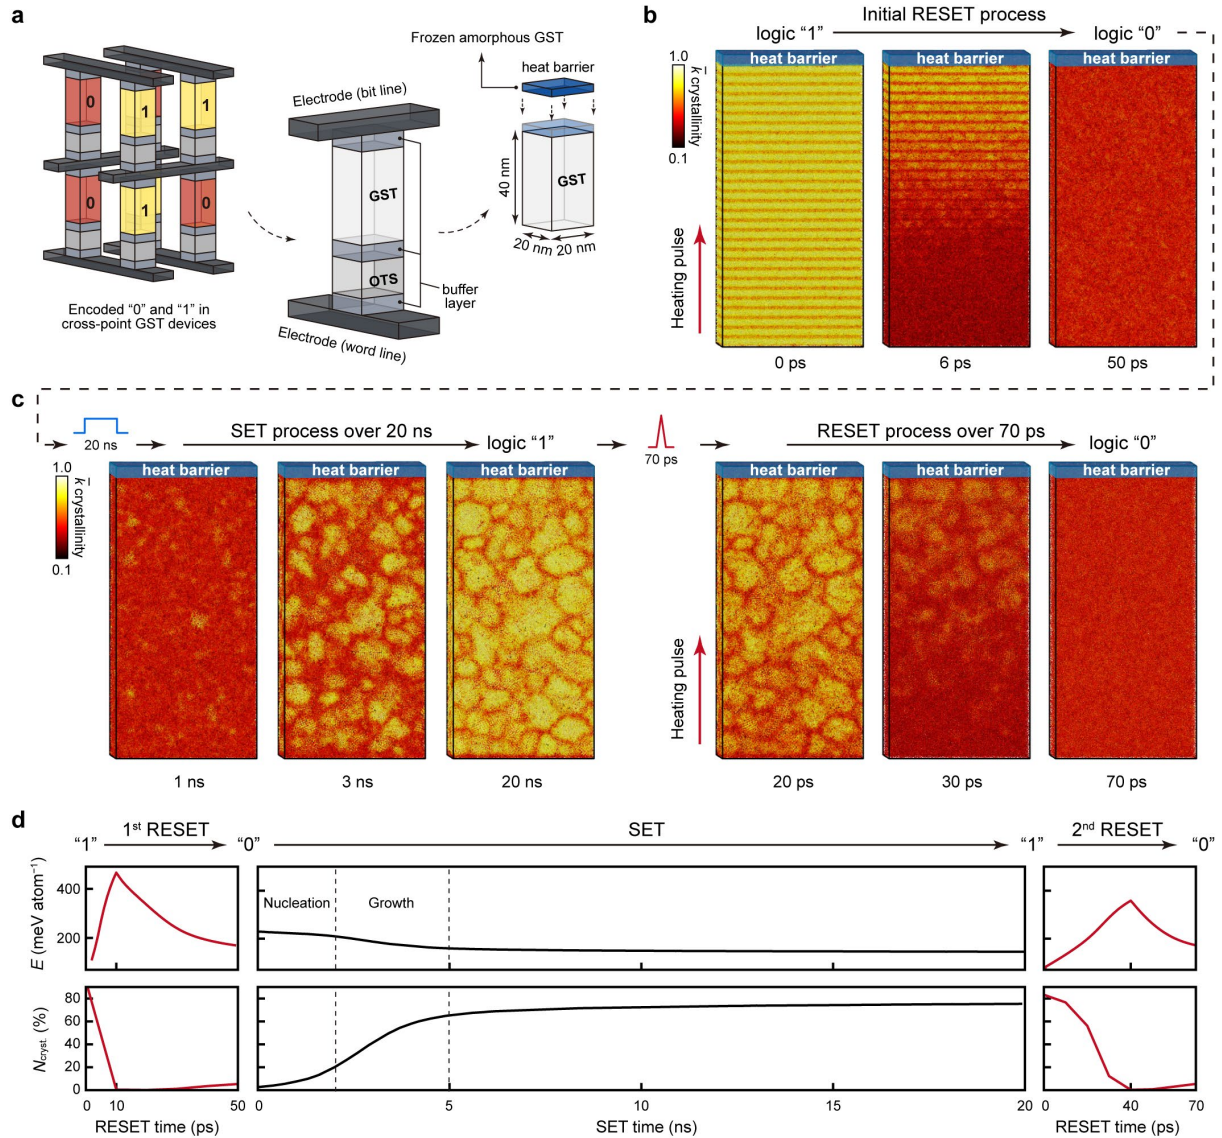 a
Frozen amorphous GST
heat barrier
Electrode (bit line)
0
1
1
0
1
0
GST
OTS
buffer
layer
Electrode (word line)
GST
40 nm
20 nm 20 nm
Encoded “0” and “1” in
cross-point GST devices
b
Initial RESET process
logic “1”
logic “0”
1.0
k̄ crystallinity
0.1
heat barrier
heat barrier
heat barrier
Heating pulse
0 ps
6 ps
50 ps
c
20 ns
SET process over 20 ns
logic “1”
70 ps
RESET process over 70 ps
logic “0”
1.0
k̄ crystallinity
0.1
heat barrier
heat barrier
heat barrier
heat barrier
heat barrier
heat barrier
Heating pulse
1 ns
3 ns
20 ns
20 ps
30 ps
70 ps
d
“1”
1st RESET
“0”
SET
“1”
2nd RESET
“0”
E (meV atom−1)
400
200
Nucleation
Growth
Ncryst. (%)
80
60
40
20
0
0
10
50
RESET time (ps)
0
5
10
15
20
SET time (ns)
0
40
70
RESET time (ps)